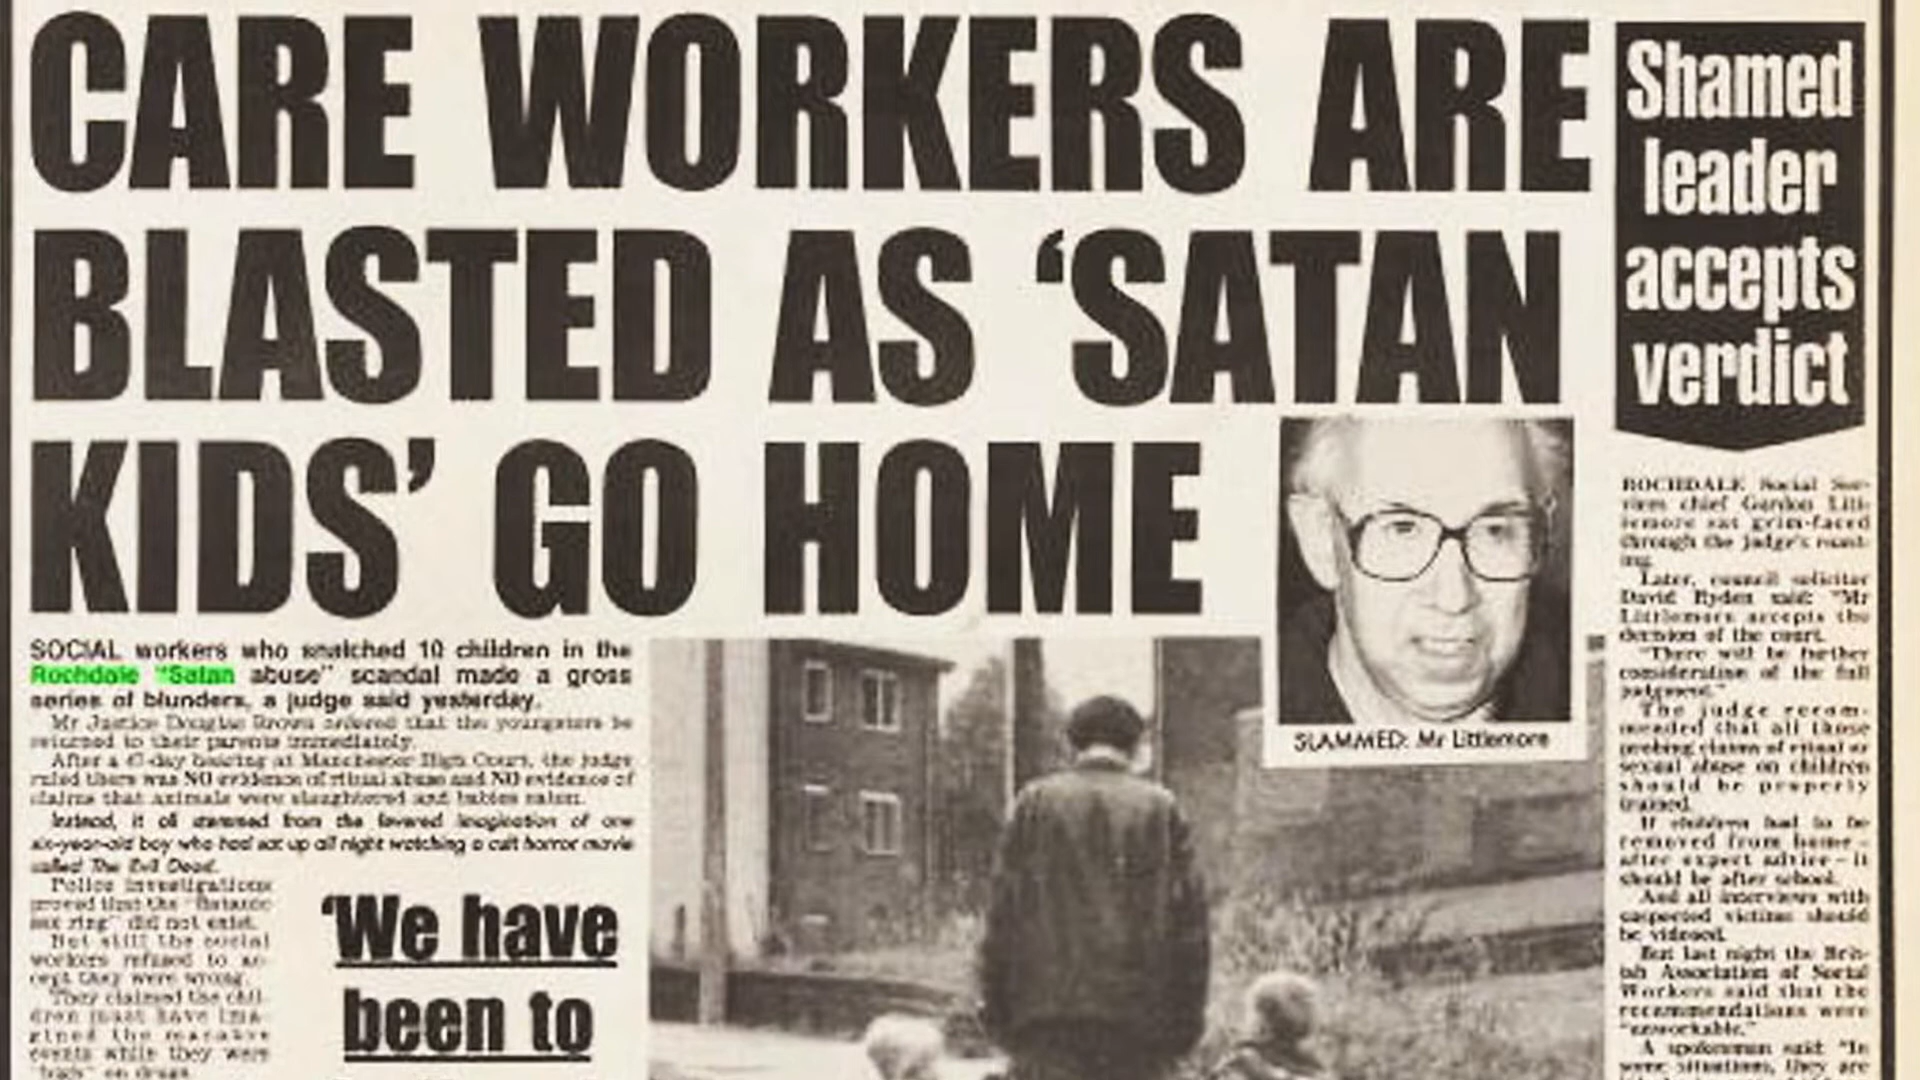 CARE WORKERS ARE
BLASTED AS ‘SATAN
KIDS’ GO HOME
SOCIAL workers who snatched 10 children in the
Rochdale "Satan abuse" scandal made a gross
series of blunders, a judge said yesterday.
Mr Justice Douglas Brown ordered that the youngsters be
returned to their parents immediately.
After a 47-day hearing at Manchester High Court, the judge
ruled there was NO evidence of ritual abuse and NO evidence of
claims that animals were slaughtered and babies eaten.
Instead, it all stemmed from the fevered imagination of one
six-year-old boy who had sat up all night watching a cult horror movie
called The Evil Dead.
Police investigations
proved that the
sex ring" did not exist.
But still the social
workers refused to ac-
cept they were wrong.
They claimed the chil-
dren must have ima-
gined the macabre
events while they were
"high" on drugs
‘We have
been to
SLAMMED: Mr Littlemore
Shamed
leader
accepts
verdict
ROCHDALE Social Ser-
vices chief Gordon Litt-
lemore sat grim-faced
through the judge's roast-
ing.
Later, council solicitor
David Ryden said: "Mr
Littlemore accepts the
decision of the court.
"There will be further
consideration of the full
judgment."
The judge recom-
mended that all those
probing claims of ritual or
sexual abuse on children
should be properly
trained.
If children had to be
removed from home -
after expert advice - it
should be after school.
And all interviews with
suspected victims should
be videoed.
But last night the Brit-
ish Association of Social
Workers said that the
recommendations were
"unworkable."
A spokesman said: "In
some situations, they are